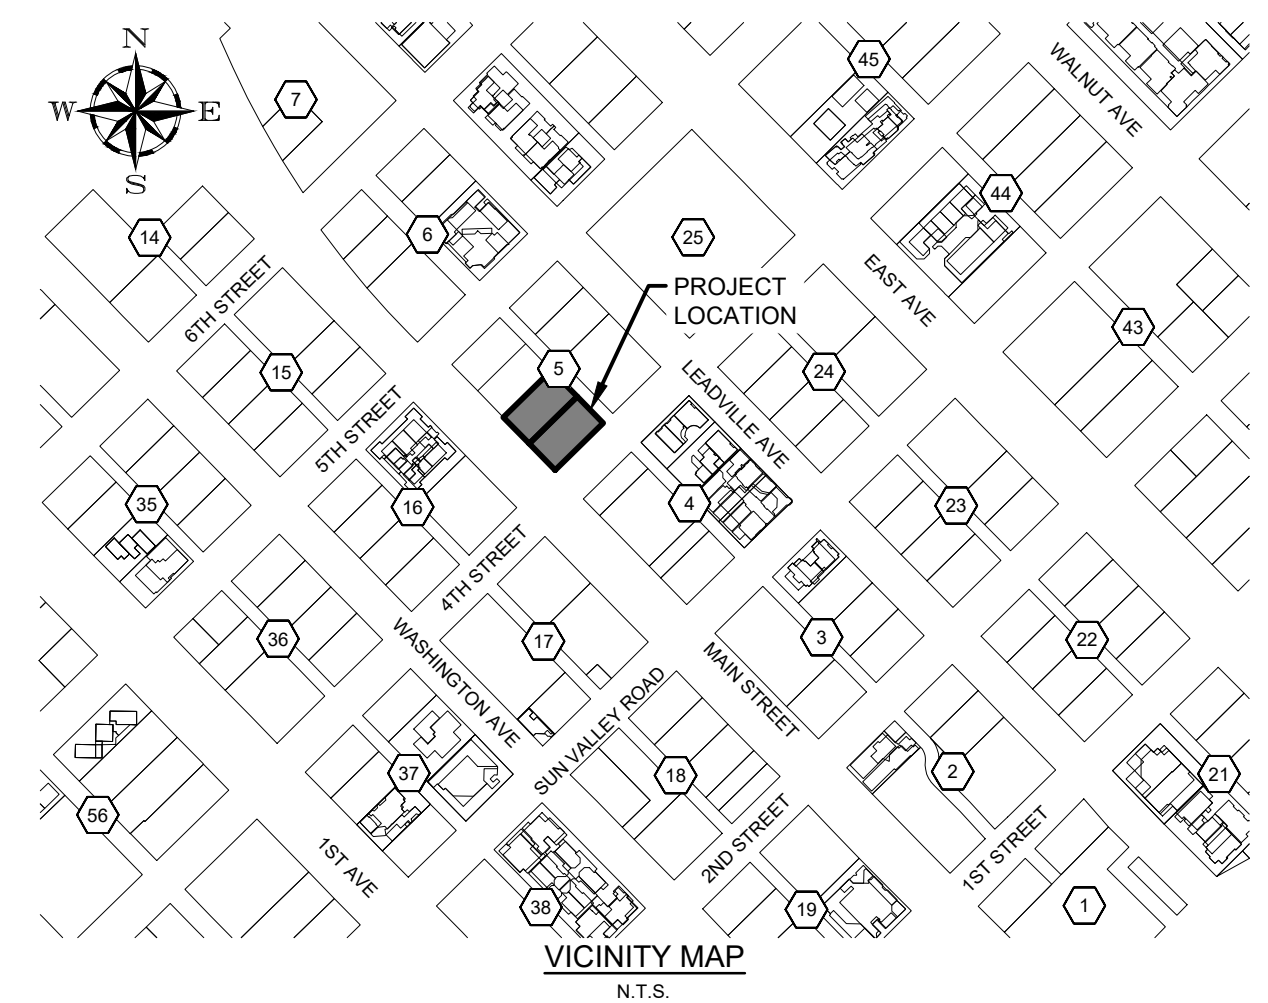 N
W
E
S
7
45
WALNUT AVE
44
14
6
25
6TH STREET
EAST AVE
PROJECT
LOCATION
43
15
5
24
LEADVILLE AVE
5TH STREET
35
16
4
23
4TH STREET
36
WASHINGTON AVE
17
MAIN STREET
3
22
SUN VALLEY ROAD
37
18
2
21
56
1ST AVE
2ND STREET
1ST STREET
38
19
1
VICINITY MAP
N.T.S.